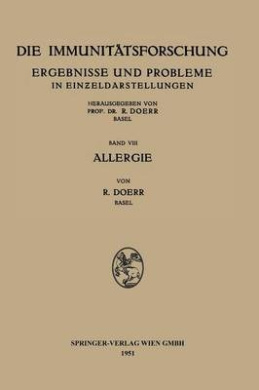 DIE IMMUNITÄTSFORSCHUNG
ERGEBNISSE UND PROBLEME
IN EINZELDARSTELLUNGEN
HERAUSGEGEBEN VON
PROF. DR. R. DOERR
BASEL
BAND VIII
ALLERGIE
VON
R. DOERR
BASEL
SPRINGER-VERLAG WIEN GMBH
1951